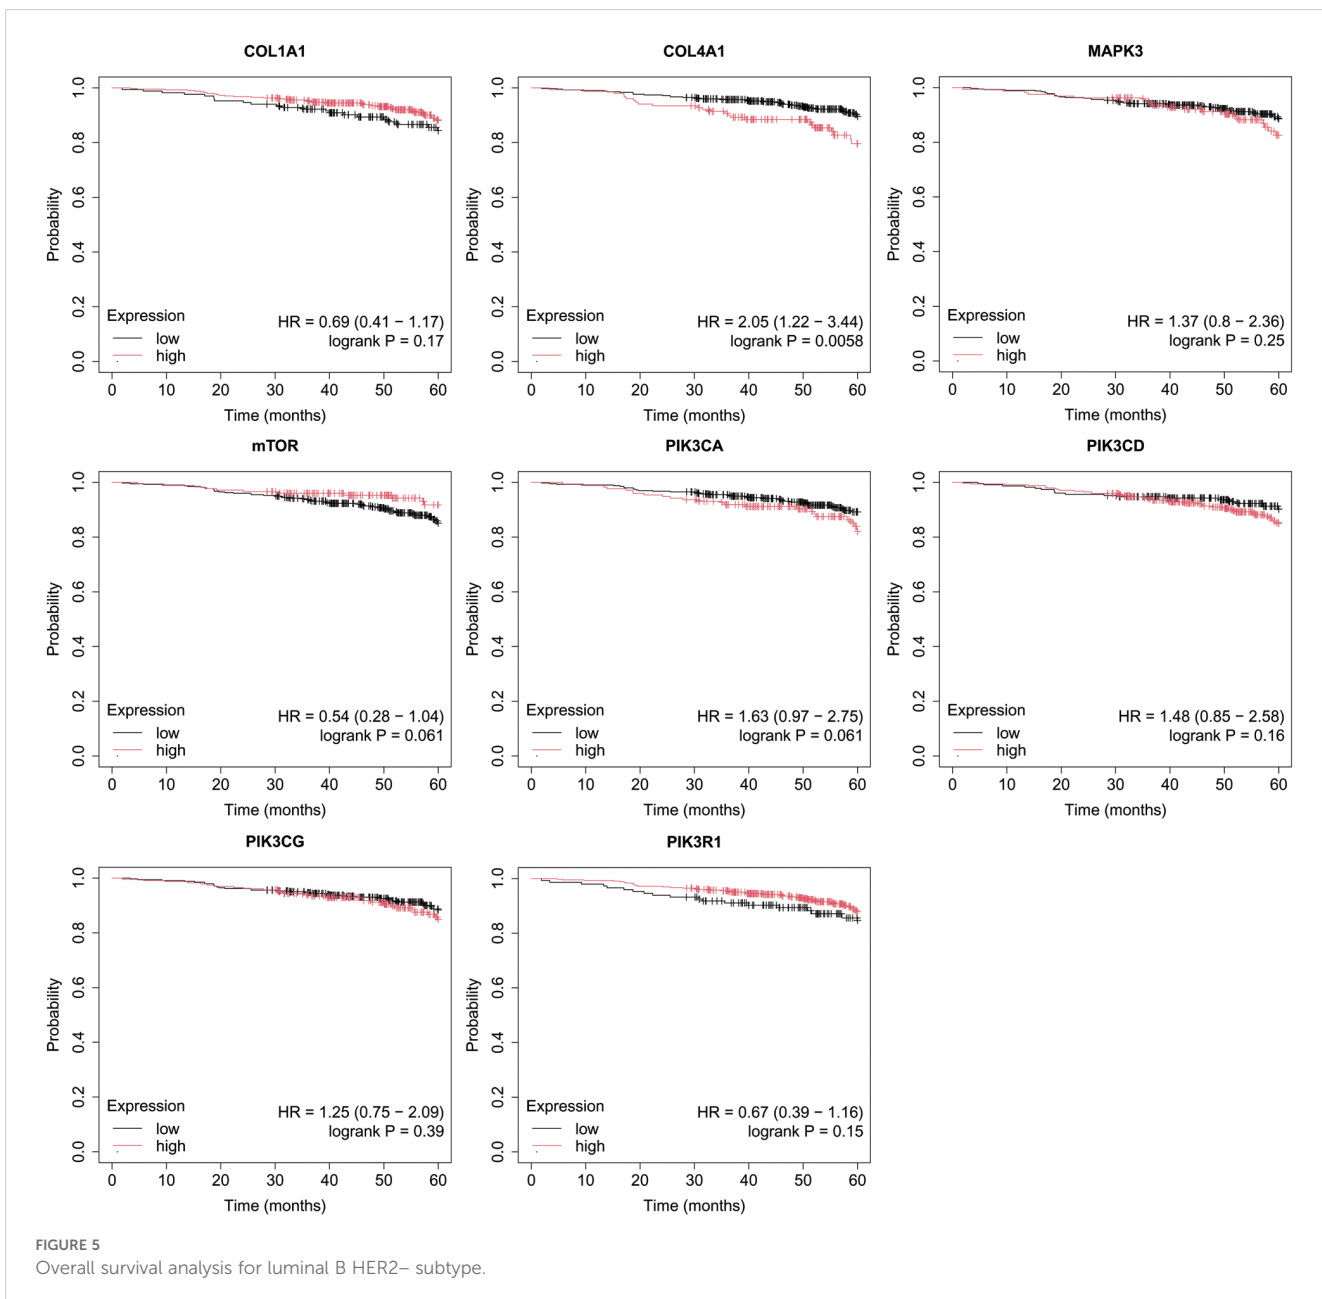 COL1A1
Probability
1.0
0.8
0.6
0.4
0.2
0.0
Expression
low
high
HR = 0.69 (0.41 − 1.17)
logrank P = 0.17
0 10 20 30 40 50 60
Time (months)
COL4A1
Probability
1.0
0.8
0.6
0.4
0.2
0.0
Expression
low
high
HR = 2.05 (1.22 − 3.44)
logrank P = 0.0058
0 10 20 30 40 50 60
Time (months)
MAPK3
Probability
1.0
0.8
0.6
0.4
0.2
0.0
Expression
low
high
HR = 1.37 (0.8 − 2.36)
logrank P = 0.25
0 10 20 30 40 50 60
Time (months)
mTOR
Probability
1.0
0.8
0.6
0.4
0.2
0.0
Expression
low
high
HR = 0.54 (0.28 − 1.04)
logrank P = 0.061
0 10 20 30 40 50 60
Time (months)
PIK3CA
Probability
1.0
0.8
0.6
0.4
0.2
0.0
Expression
low
high
HR = 1.63 (0.97 − 2.75)
logrank P = 0.061
0 10 20 30 40 50 60
Time (months)
PIK3CD
Probability
1.0
0.8
0.6
0.4
0.2
0.0
Expression
low
high
HR = 1.48 (0.85 − 2.58)
logrank P = 0.16
0 10 20 30 40 50 60
Time (months)
PIK3CG
Probability
1.0
0.8
0.6
0.4
0.2
0.0
Expression
low
high
HR = 1.25 (0.75 − 2.09)
logrank P = 0.39
0 10 20 30 40 50 60
Time (months)
PIK3R1
Probability
1.0
0.8
0.6
0.4
0.2
0.0
Expression
low
high
HR = 0.67 (0.39 − 1.16)
logrank P = 0.15
0 10 20 30 40 50 60
Time (months)
FIGURE 5
Overall survival analysis for luminal B HER2− subtype.